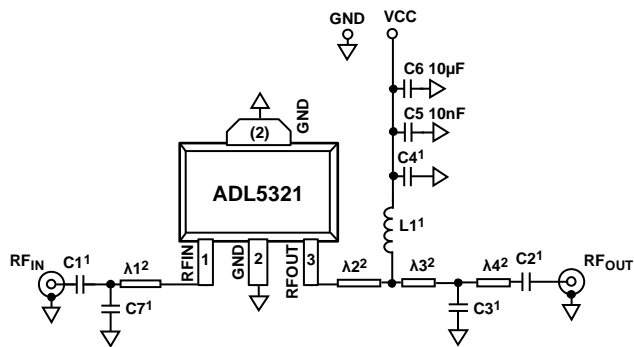 GND
VCC
C6 10µF
C5 10nF
C4¹
L1¹
(2)
GND
ADL5321
RFIN
1
GND
2
RFOUT
3
RF_IN
C1¹
λ1²
C7¹
λ2²
λ3²
λ4²
C2¹
C3¹
RF_OUT